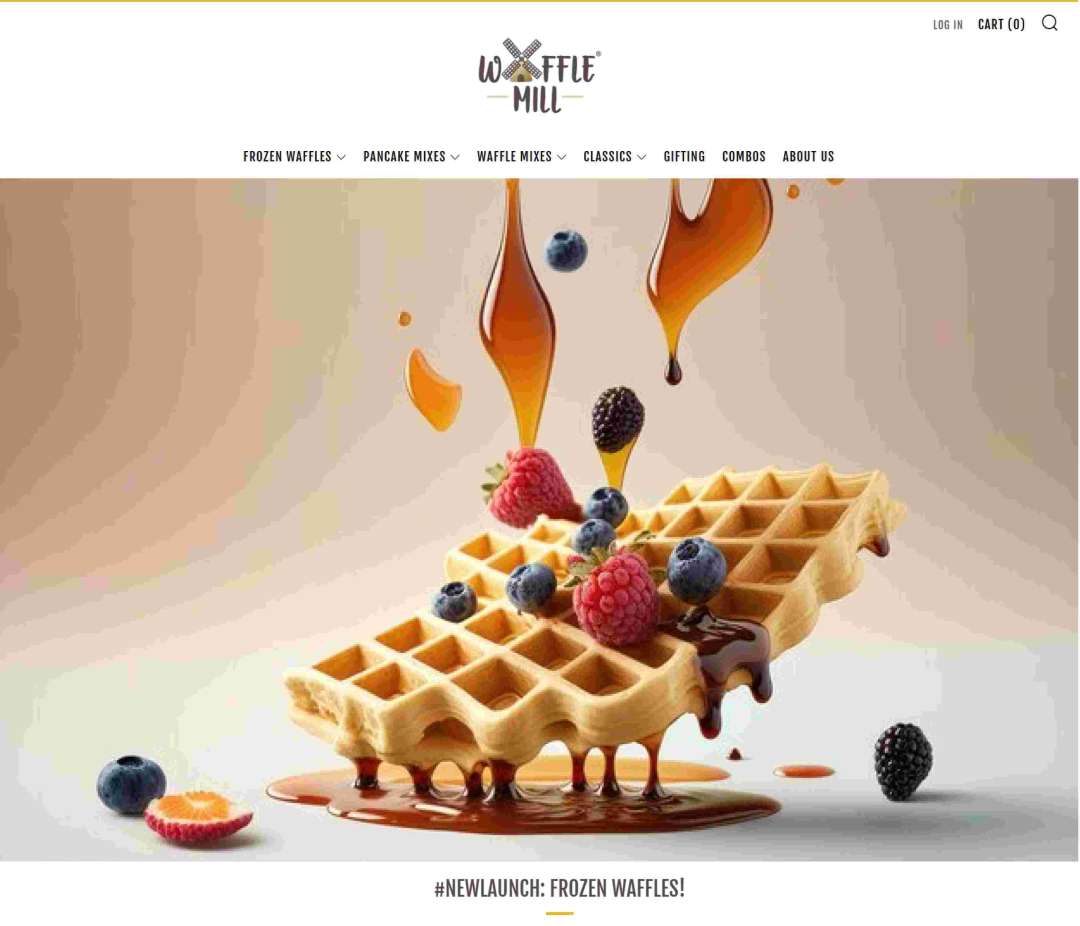 LOG IN CART (0)
WAFFLE®
MILL
FROZEN WAFFLES PANCAKE MIXES WAFFLE MIXES CLASSICS GIFTING COMBOS ABOUT US
#NEWLAUNCH: FROZEN WAFFLES!